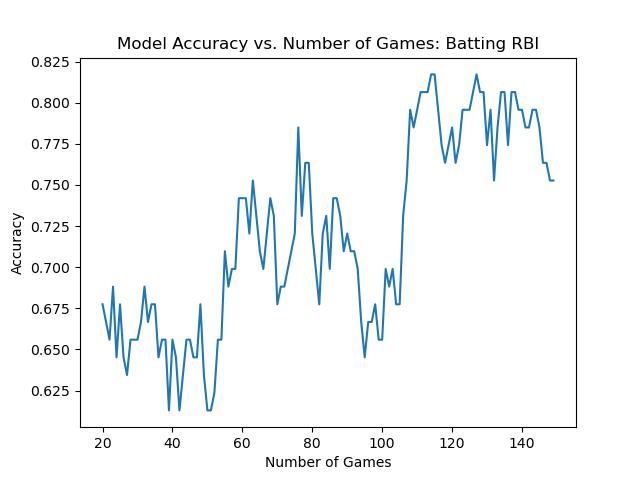 Model Accuracy vs. Number of Games: Batting RBI
0.825
0.800
0.775
0.750
0.725
0.700
0.675
0.650
0.625
Accuracy
20 40 60 80 100 120 140
Number of Games